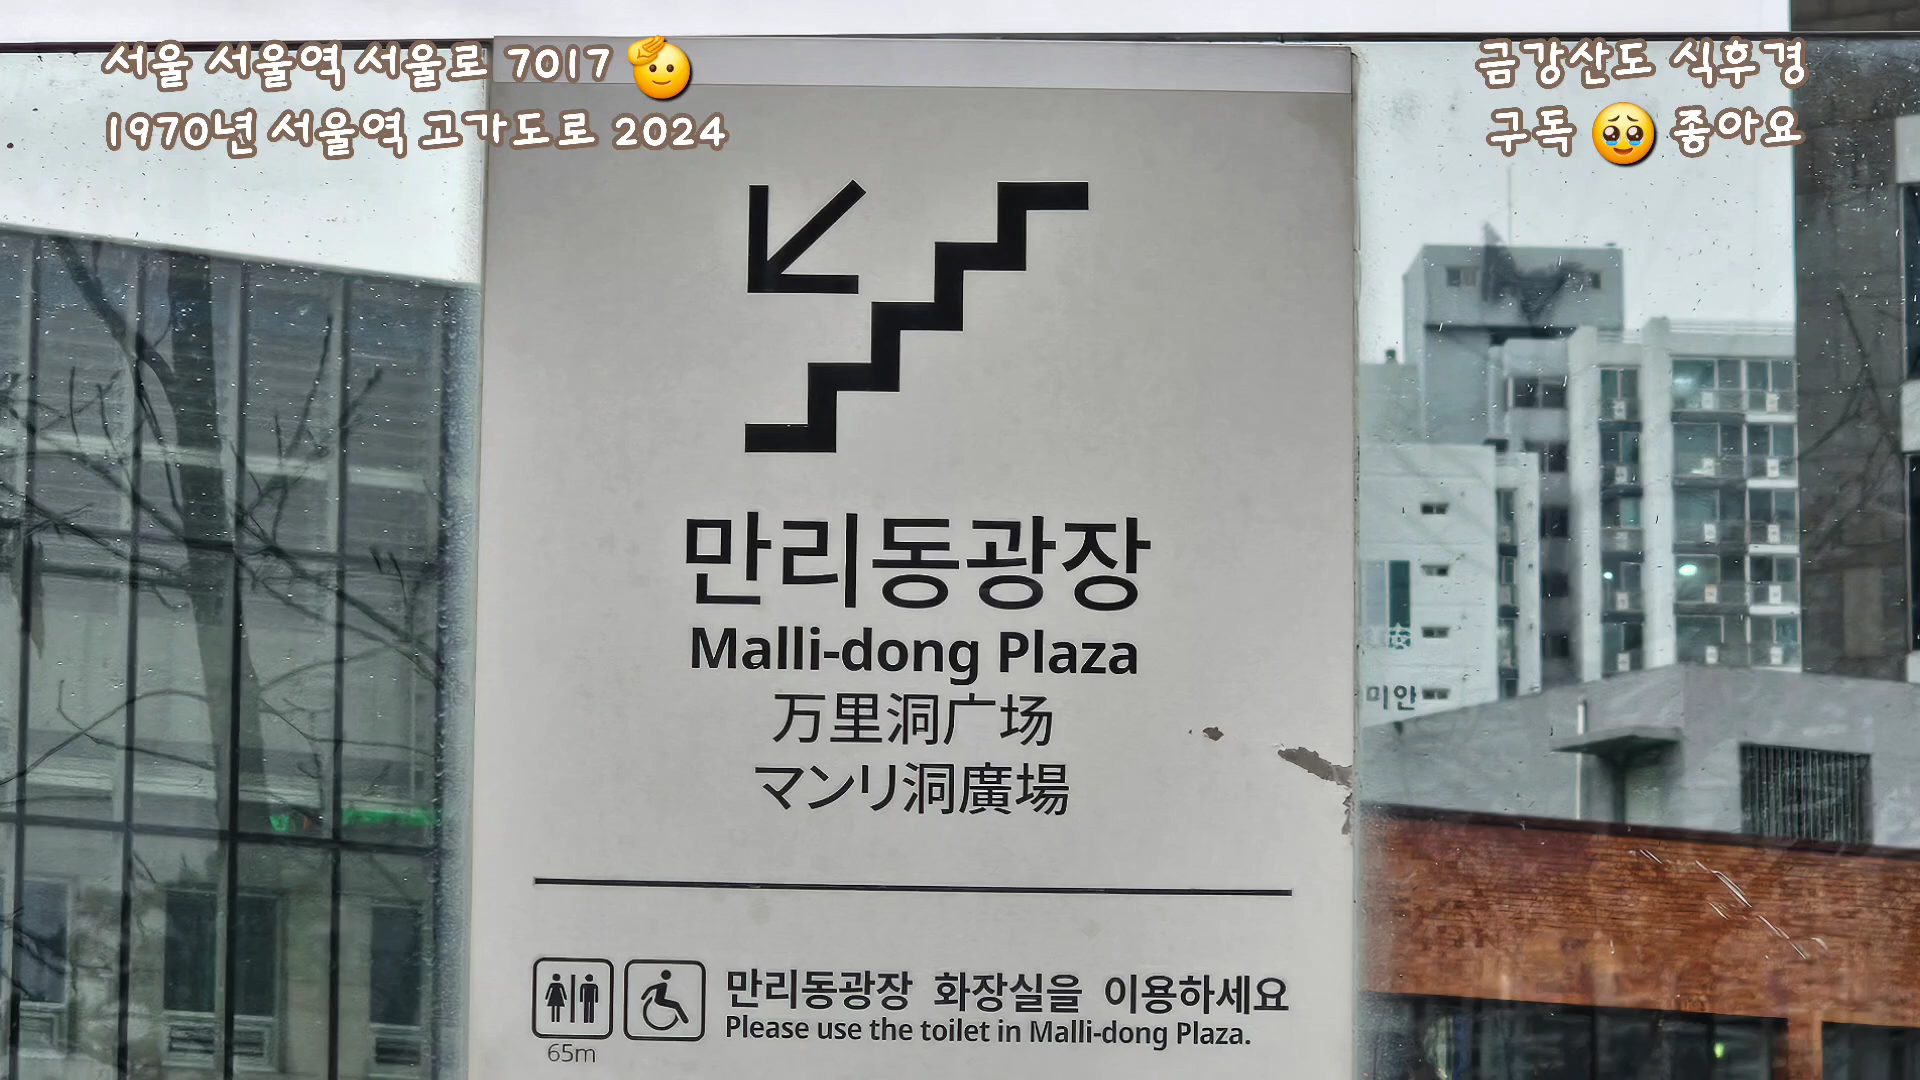 서울 서울역 서울로 7017 🫡
1970년 서울역 고가도로 2024
금강산도 식후경
구독 🥹 좋아요
만리동광장
Malli-dong Plaza
万里洞广场
マンリ洞廣場
미안
만리동광장 화장실을 이용하세요
Please use the toilet in Malli-dong Plaza.
65m